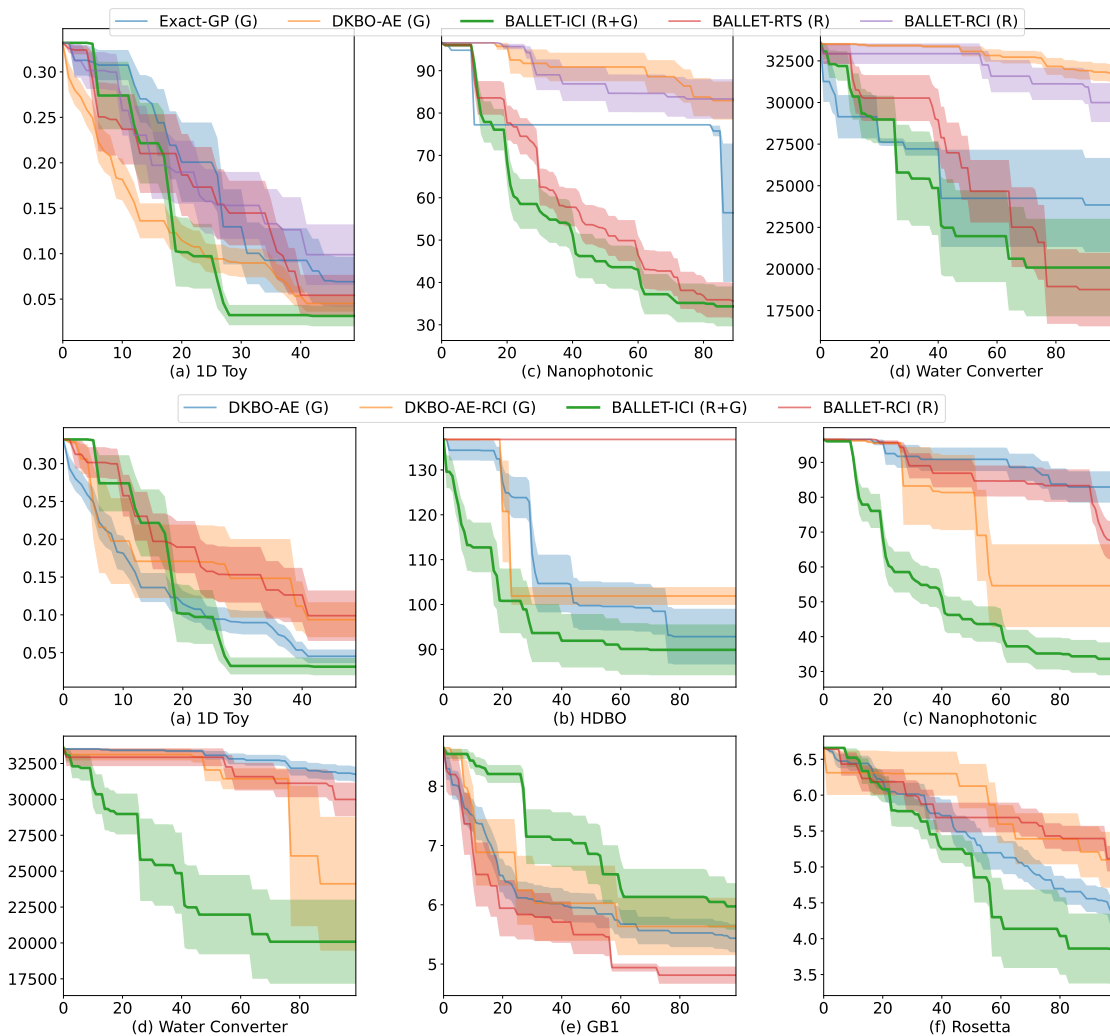 Exact-GP (G) DKBO-AE (G) BALLET-ICI (R+G) BALLET-RTS (R) BALLET-RCI (R)
0.30
0.25
0.20
0.15
0.10
0.05
0 10 20 30 40
(a) 1D Toy
90
80
70
60
50
40
30
0 20 40 60 80
(c) Nanophotonic
32500
30000
27500
25000
22500
20000
17500
0 20 40 60 80
(d) Water Converter
DKBO-AE (G) DKBO-AE-RCI (G) BALLET-ICI (R+G) BALLET-RCI (R)
0.30
0.25
0.20
0.15
0.10
0.05
0 10 20 30 40
(a) 1D Toy
130
120
110
100
90
0 20 40 60 80
(b) HDBO
90
80
70
60
50
40
30
0 20 40 60 80
(c) Nanophotonic
32500
30000
27500
25000
22500
20000
17500
0 20 40 60 80
(d) Water Converter
8
7
6
5
0 20 40 60 80
(e) GB1
6.5
6.0
5.5
5.0
4.5
4.0
3.5
0 20 40 60 80
(f) Rosetta